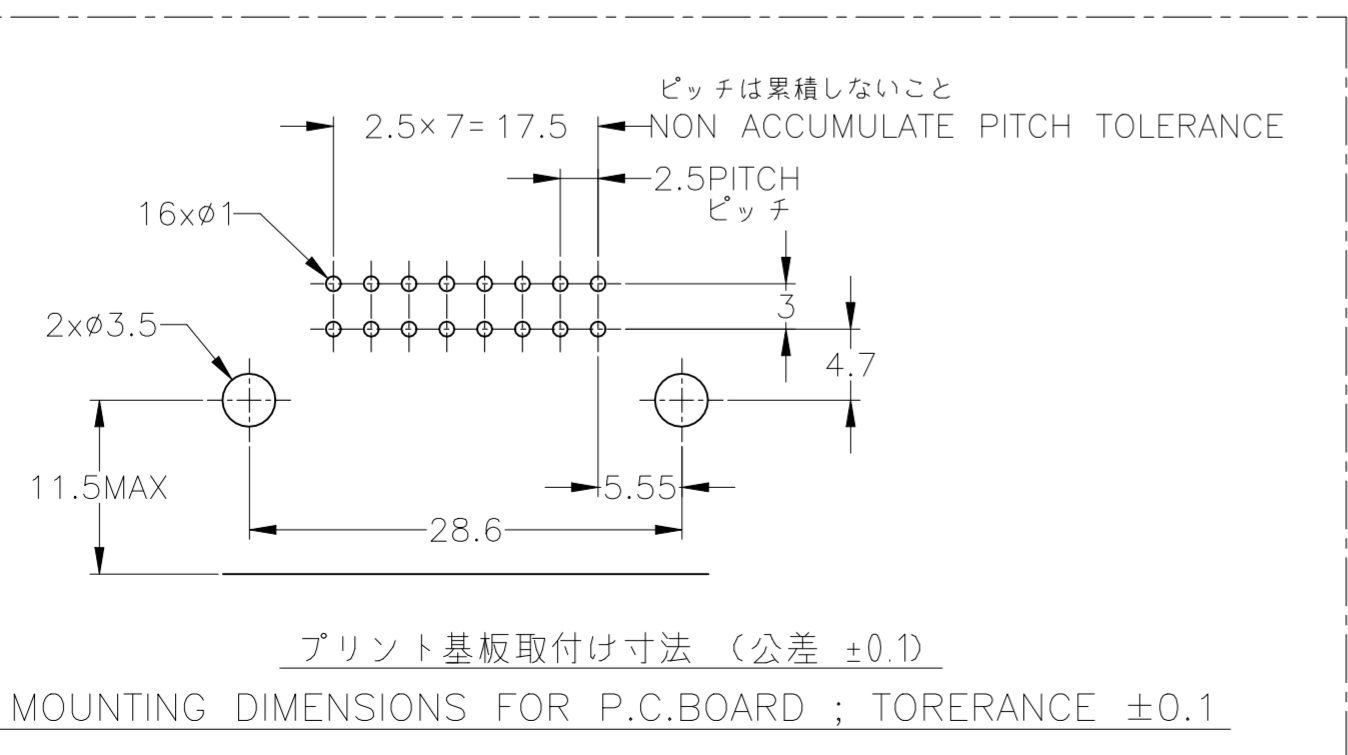 ピッチは累積しないこと
2.5×7=17.5
NON ACCUMULATE PITCH TOLERANCE
2.5PITCH
ピッチ
16xø1
3
2xø3.5
4.7
11.5MAX
5.55
28.6
プリント基板取付け寸法 (公差 ±0.1)
MOUNTING DIMENSIONS FOR P.C.BOARD ; TORERANCE ±0.1